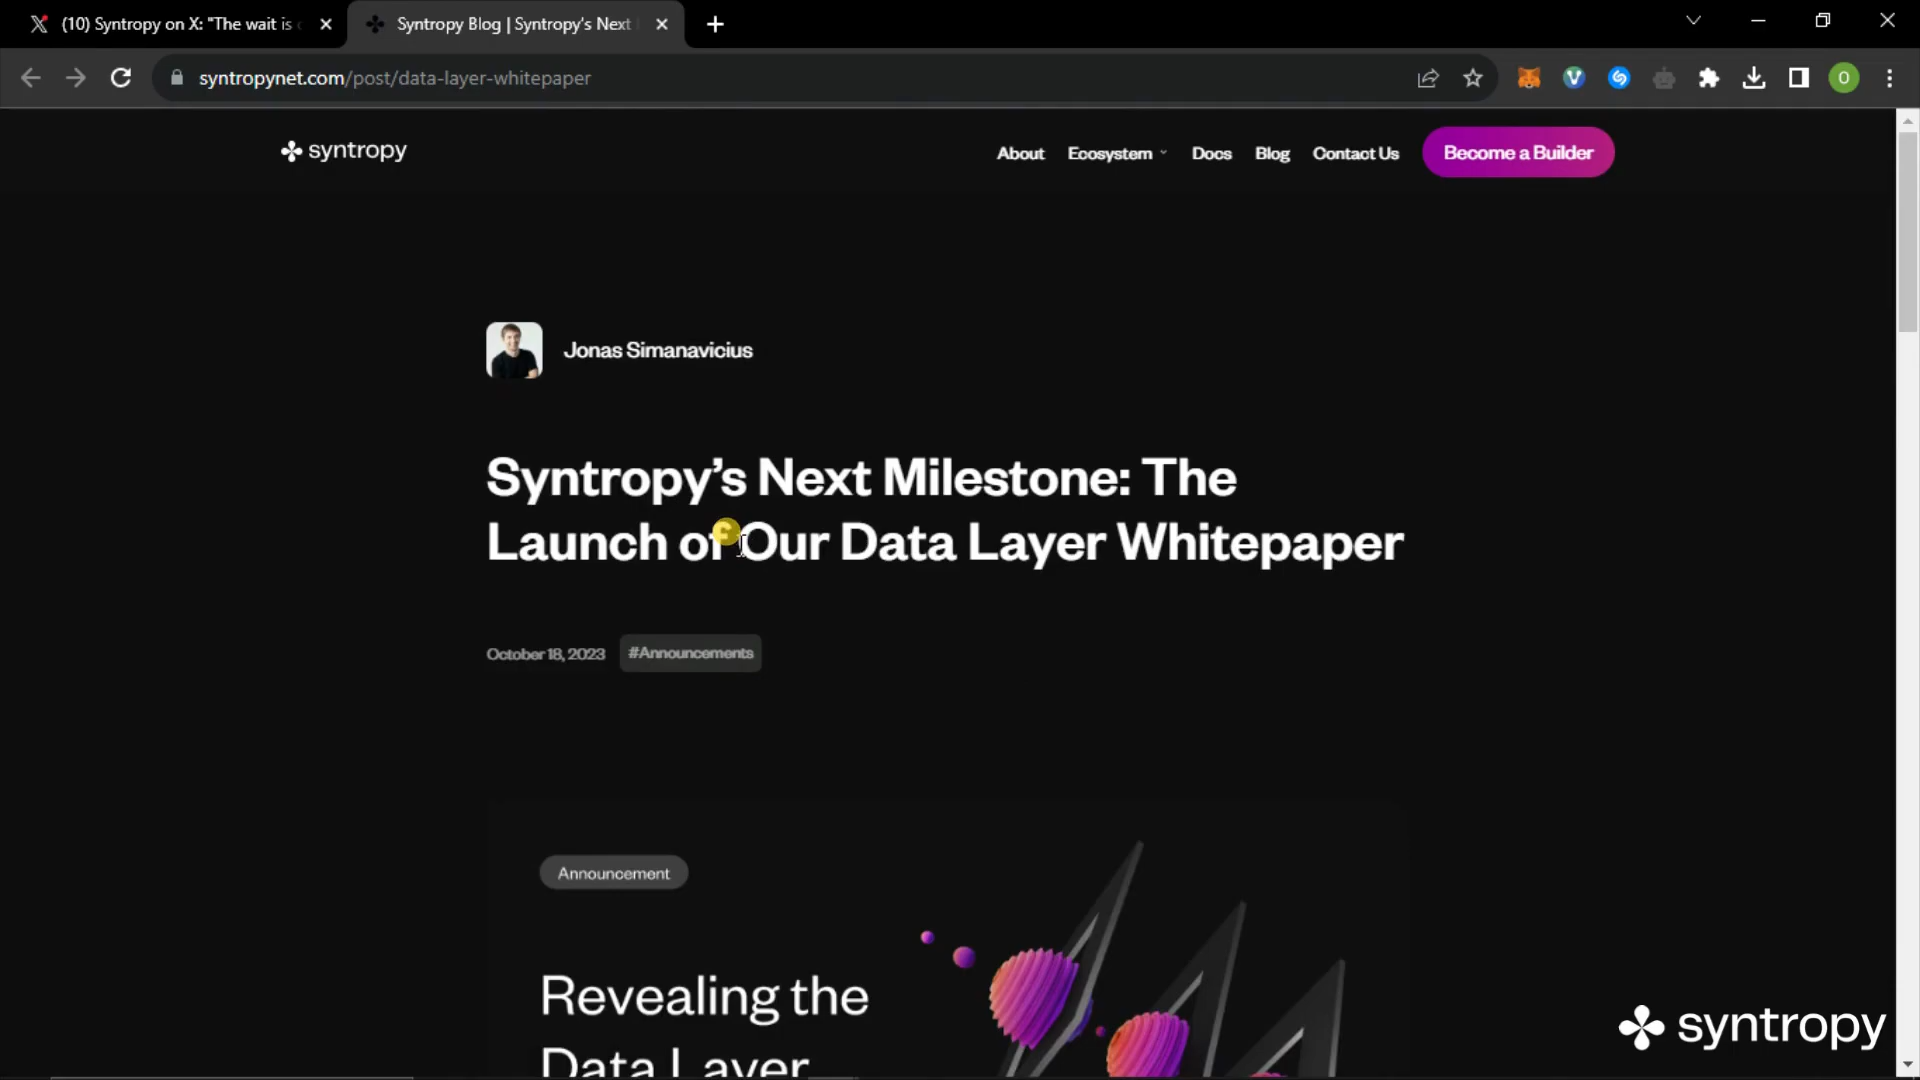 (10) Syntropy on X: "The wait is
Syntropy Blog | Syntropy's Next
syntropynet.com/post/data-layer-whitepaper
O
syntropy
About
Ecosystem
Docs
Blog
Contact Us
Become a Builder
Jonas Simanavicius
Syntropy’s Next Milestone: The
Launch of Our Data Layer Whitepaper
October 18, 2023
#Announcements
Announcement
Revealing the
Data Layer
syntropy